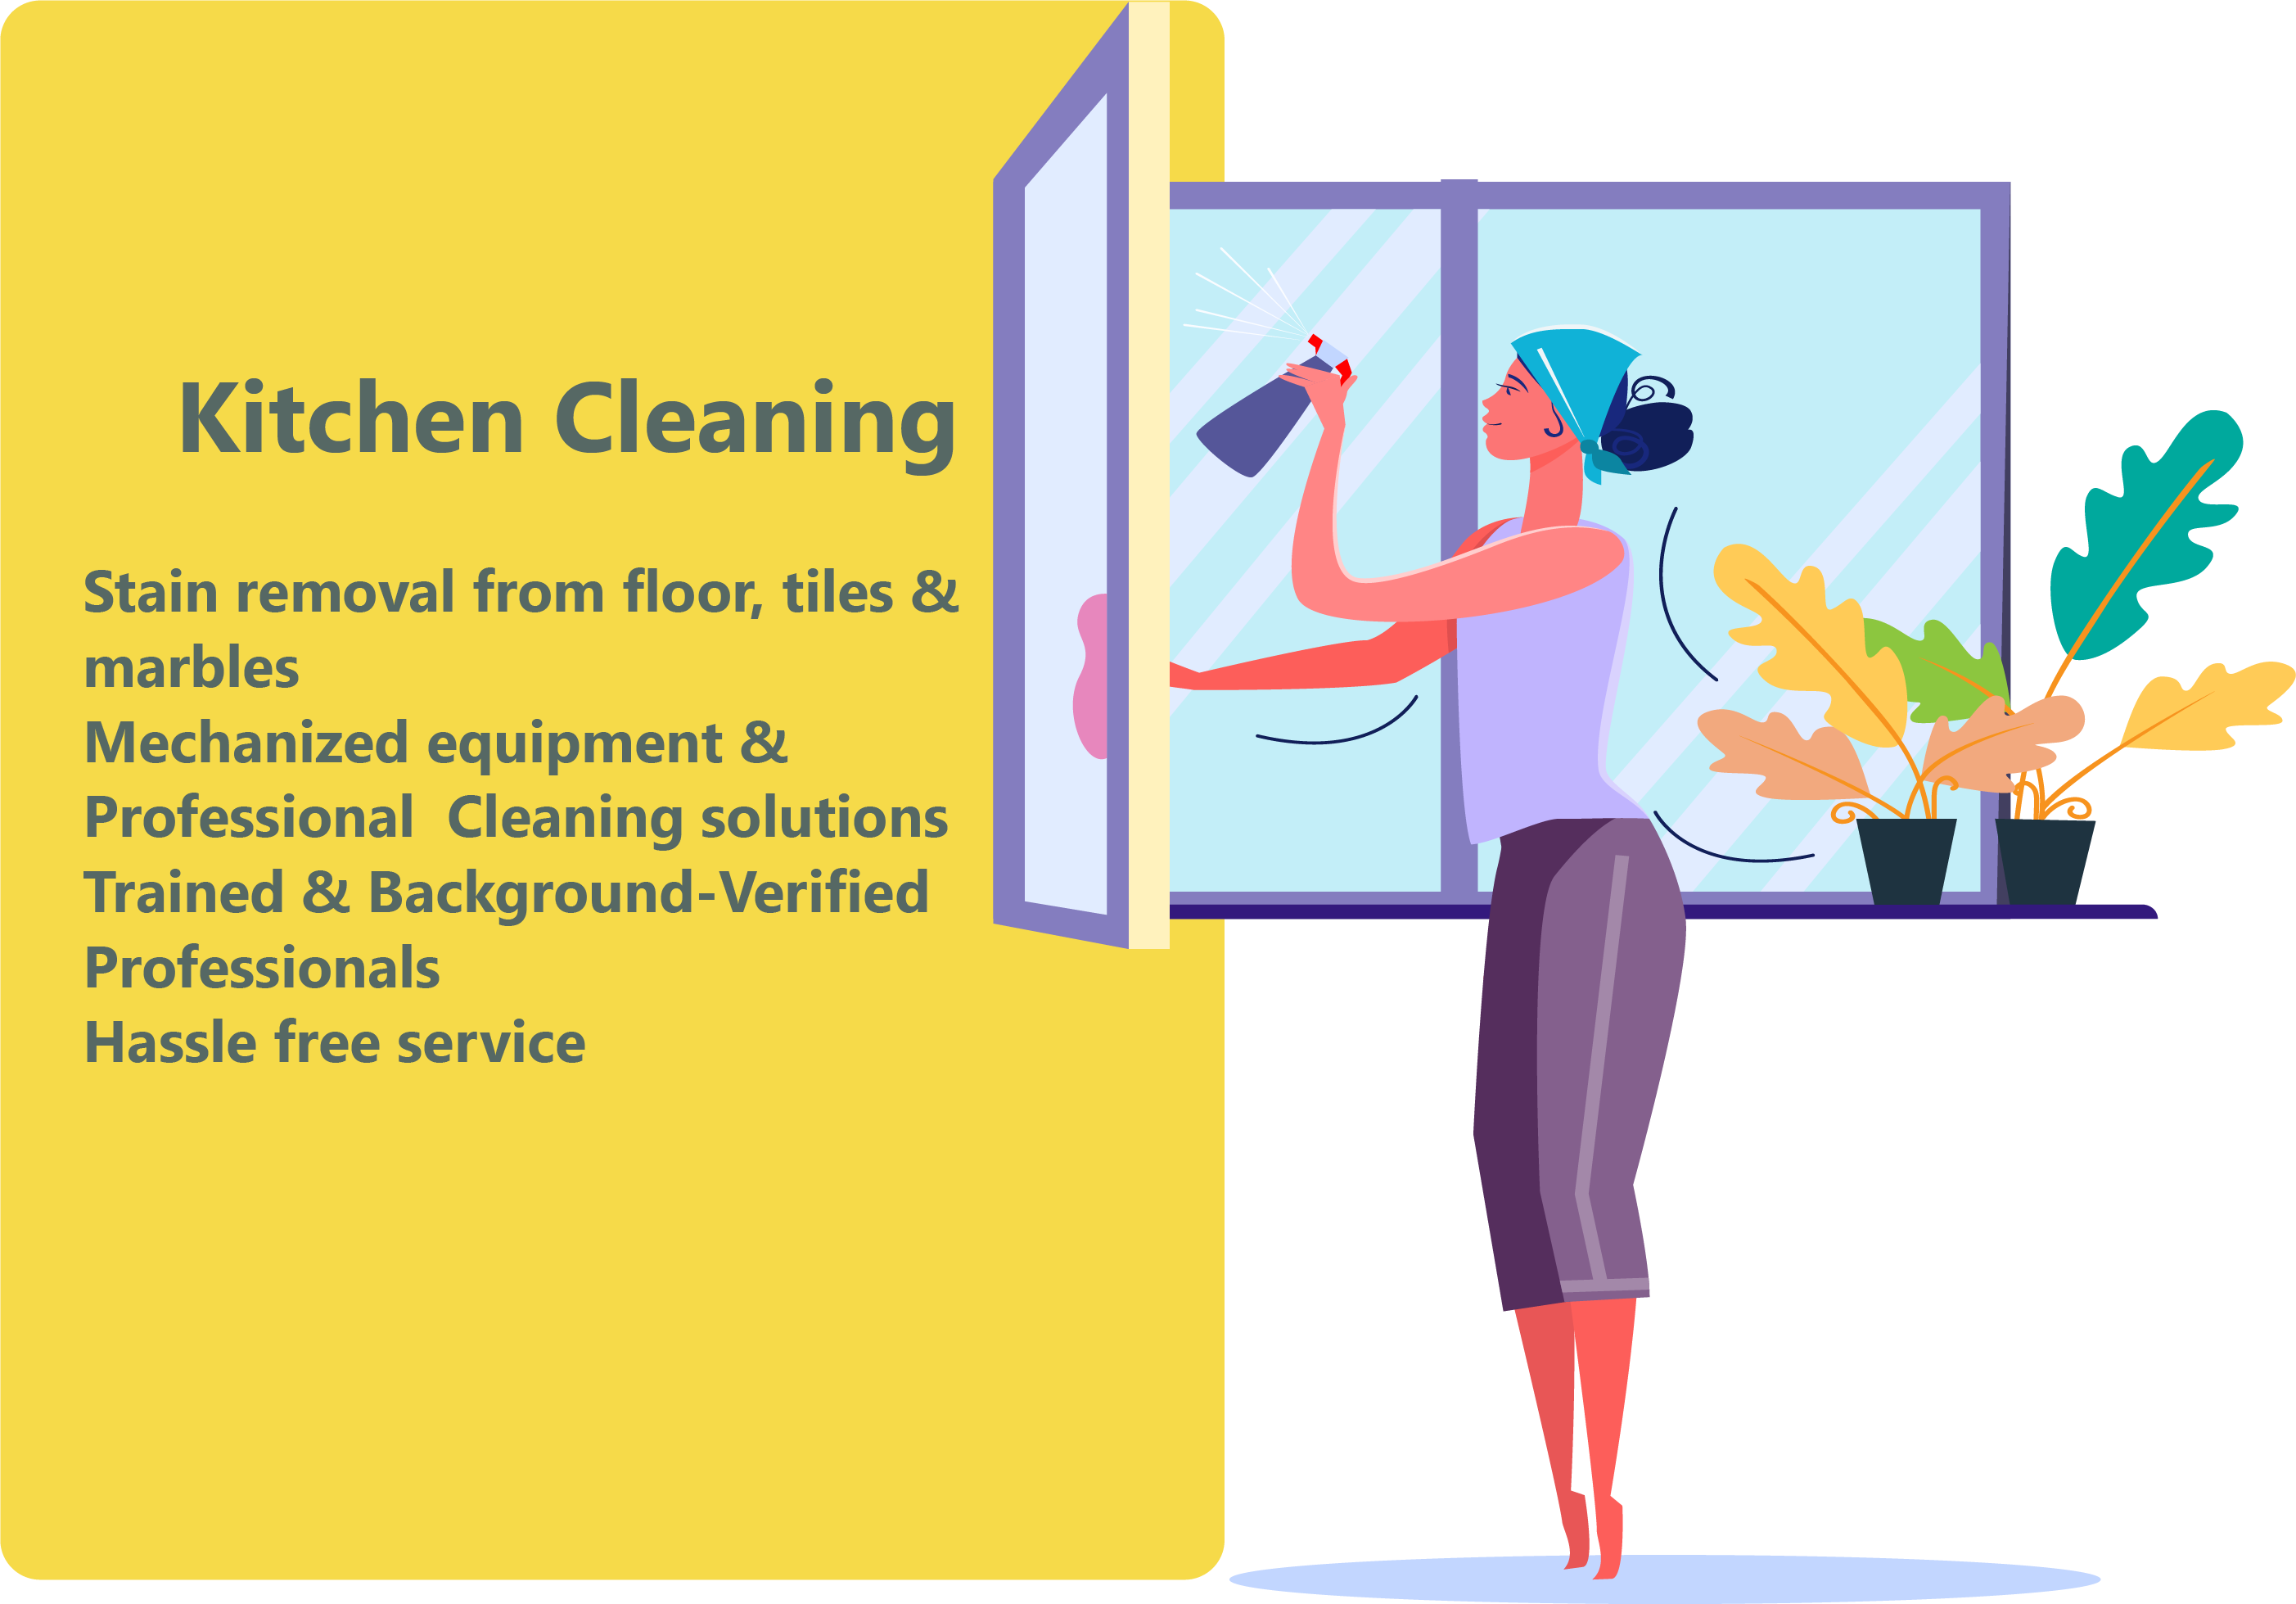 Kitchen Cleaning
Stain removal from floor, tiles &
marbles
Mechanized equipment &
Professional  Cleaning solutions
Trained & Background-Verified
Professionals
Hassle free service